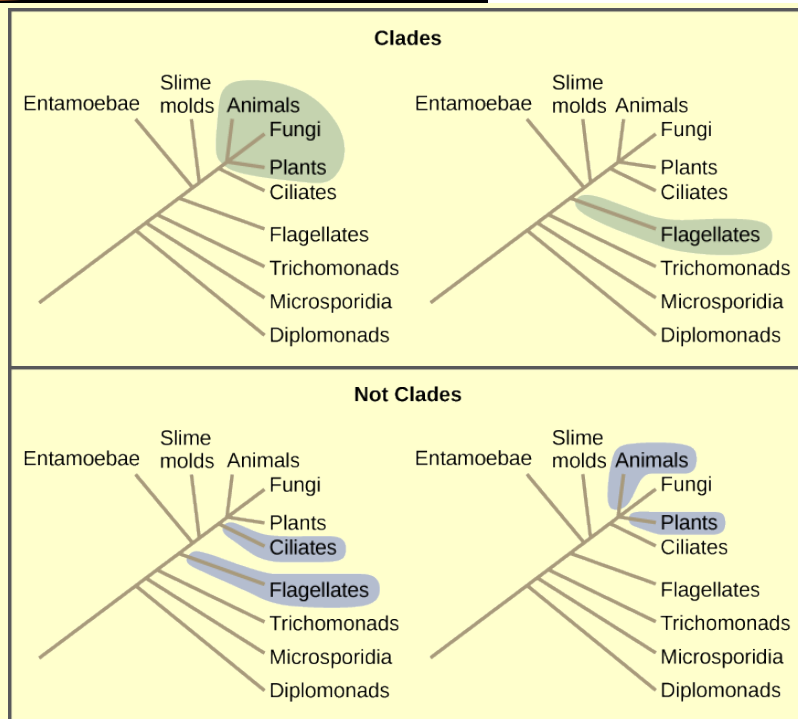 Clades
Entamoebae
Slime
molds
Animals
Fungi
Plants
Ciliates
Flagellates
Trichomonads
Microsporidia
Diplomonads
Entamoebae
Slime
molds
Animals
Fungi
Plants
Ciliates
Flagellates
Trichomonads
Microsporidia
Diplomonads
Not Clades
Entamoebae
Slime
molds
Animals
Fungi
Plants
Ciliates
Flagellates
Trichomonads
Microsporidia
Diplomonads
Entamoebae
Slime
molds
Animals
Fungi
Plants
Ciliates
Flagellates
Trichomonads
Microsporidia
Diplomonads